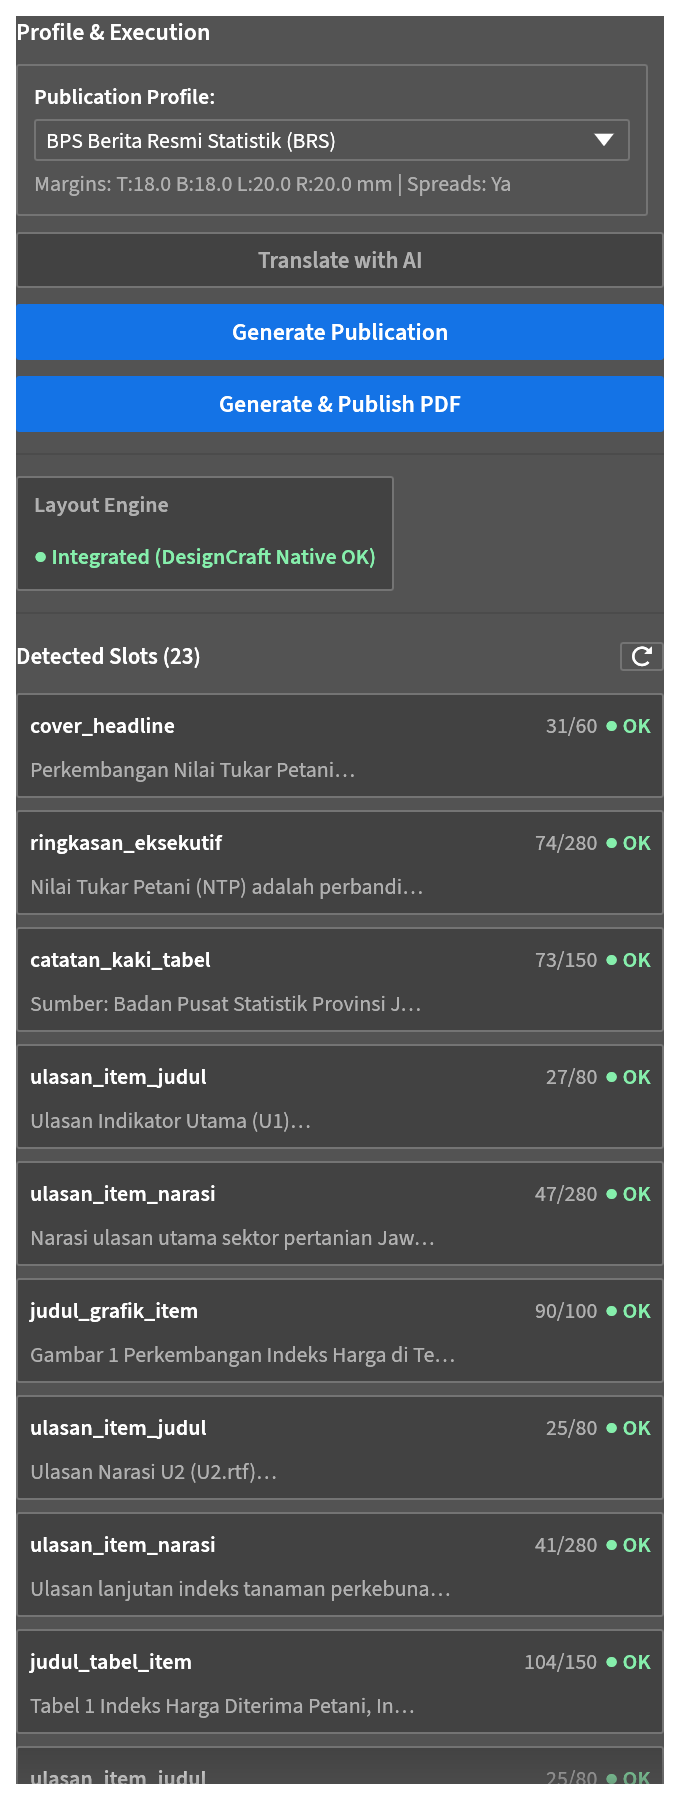 Profile & Execution
Publication Profile:
BPS Berita Resmi Statistik (BRS)
Margins: T:18.0 B:18.0 L:20.0 R:20.0 mm | Spreads: Ya
Translate with AI
Generate Publication
Generate & Publish PDF
Layout Engine
● Integrated (DesignCraft Native OK)
Detected Slots (23)
cover_headline 31/60 ● OK
Perkembangan Nilai Tukar Petani...
ringkasan_eksekutif 74/280 ● OK
Nilai Tukar Petani (NTP) adalah perbandi...
catatan_kaki_tabel 73/150 ● OK
Sumber: Badan Pusat Statistik Provinsi J...
ulasan_item_judul 27/80 ● OK
Ulasan Indikator Utama (U1)...
ulasan_item_narasi 47/280 ● OK
Narasi ulasan utama sektor pertanian Jaw...
judul_grafik_item 90/100 ● OK
Gambar 1 Perkembangan Indeks Harga di Te...
ulasan_item_judul 25/80 ● OK
Ulasan Narasi U2 (U2.rtf)...
ulasan_item_narasi 41/280 ● OK
Ulasan lanjutan indeks tanaman perkebuna...
judul_tabel_item 104/150 ● OK
Tabel 1 Indeks Harga Diterima Petani, In...
ulasan_item_judul 25/80 ● OK